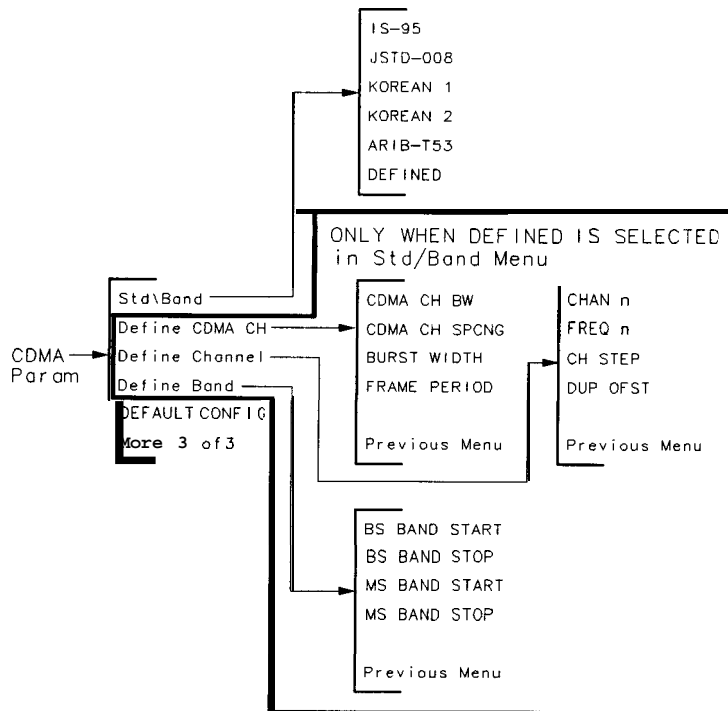 IS-95
JSTD-008
KOREAN 1
KOREAN 2
ARIB-T53
DEFINED
ONLY WHEN DEFINED IS SELECTED
in Std/Band Menu
CDMA
Param
Std\Band
Define CDMA CH
Define Channel
Define Band
DEFAULT CONFIG
More 3 of3
CDMA CH BW
CDMA CH SPCNG
BURST WIDTH
FRAME PERIOD
Previous Menu
CHAN n
FREQ n
CH STEP
DUP OFST
Previous Menu
BS BAND START
BS BAND STOP
MS BAND START
MS BAND STOP
Previous Menu